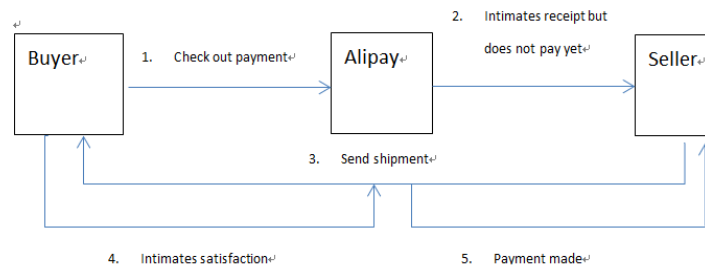 2. Intimates receipt but
does not pay yet
Buyer
1. Check out payment
Alipay
Seller
3. Send shipment
4. Intimates satisfaction
5. Payment made